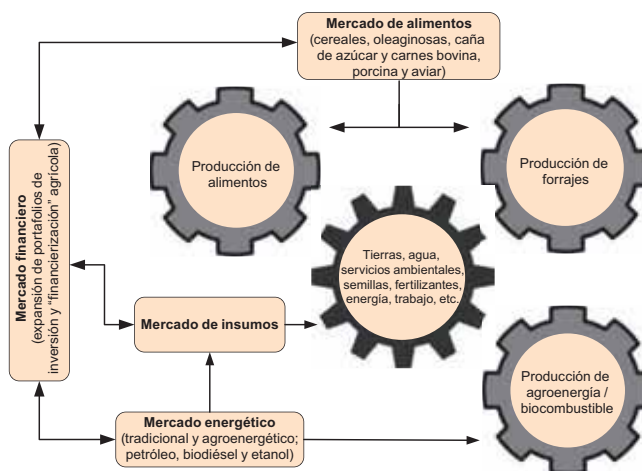 Mercado de alimentos
(cereales, oleaginosas, caña
de azúcar y carnes bovina,
porcina y aviar)
Producción de
alimentos
Producción de
forrajes
Mercado financiero
(expansión de portafolios de
inversión y "financierización" agrícola)
Tierras, agua,
servicios ambientales,
semillas, fertilizantes,
energía, trabajo, etc.
Mercado de insumos
Producción de
agroenergía /
biocombustible
Mercado energético
(tradicional y agroenergético;
petróleo, biodiésel y etanol)